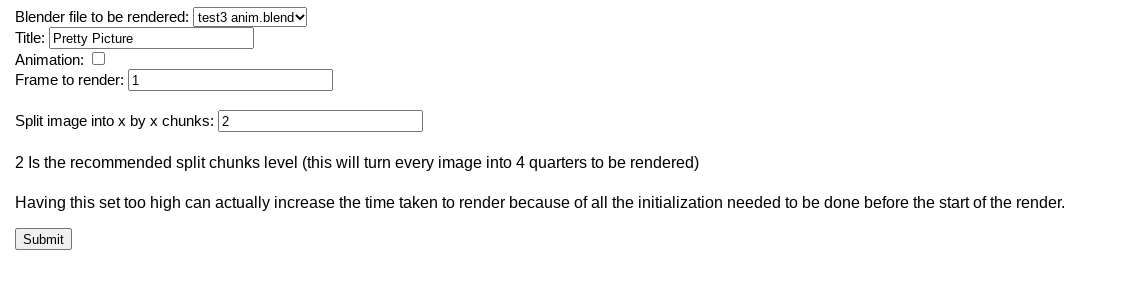 Blender file to be rendered: test3 anim.blend
Title: Pretty Picture
Animation:
Frame to render: 1
Split image into x by x chunks: 2
2 Is the recommended split chunks level (this will turn every image into 4 quarters to be rendered)
Having this set too high can actually increase the time taken to render because of all the initialization needed to be done before the start of the render.
Submit